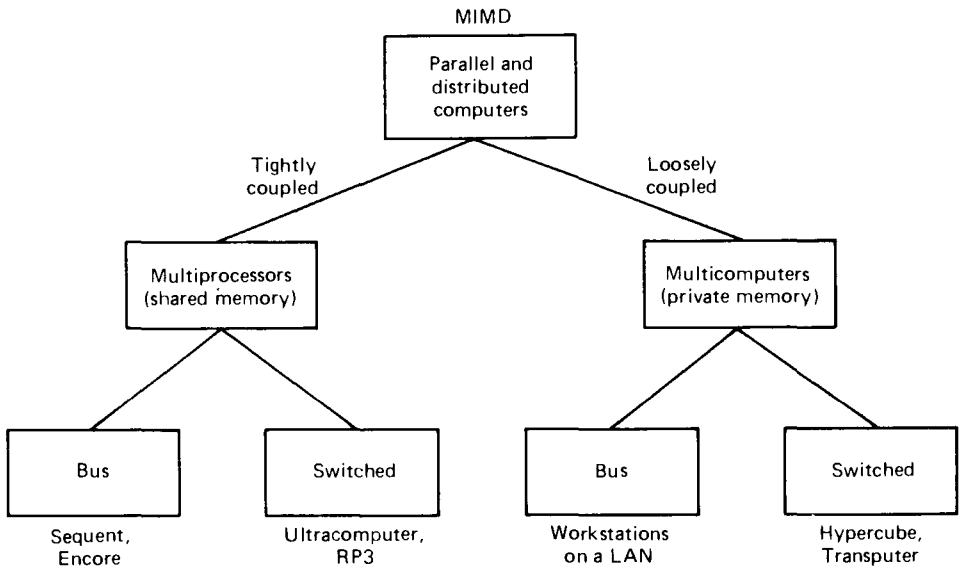 MIMD
Parallel and
distributed
computers
Tightly
coupled
Loosely
coupled
Multiprocessors
(shared memory)
Multicomputers
(private memory)
Bus
Switched
Bus
Switched
Sequent,
Encore
Ultracomputer,
RP3
Workstations
on a LAN
Hypercube,
Transputer